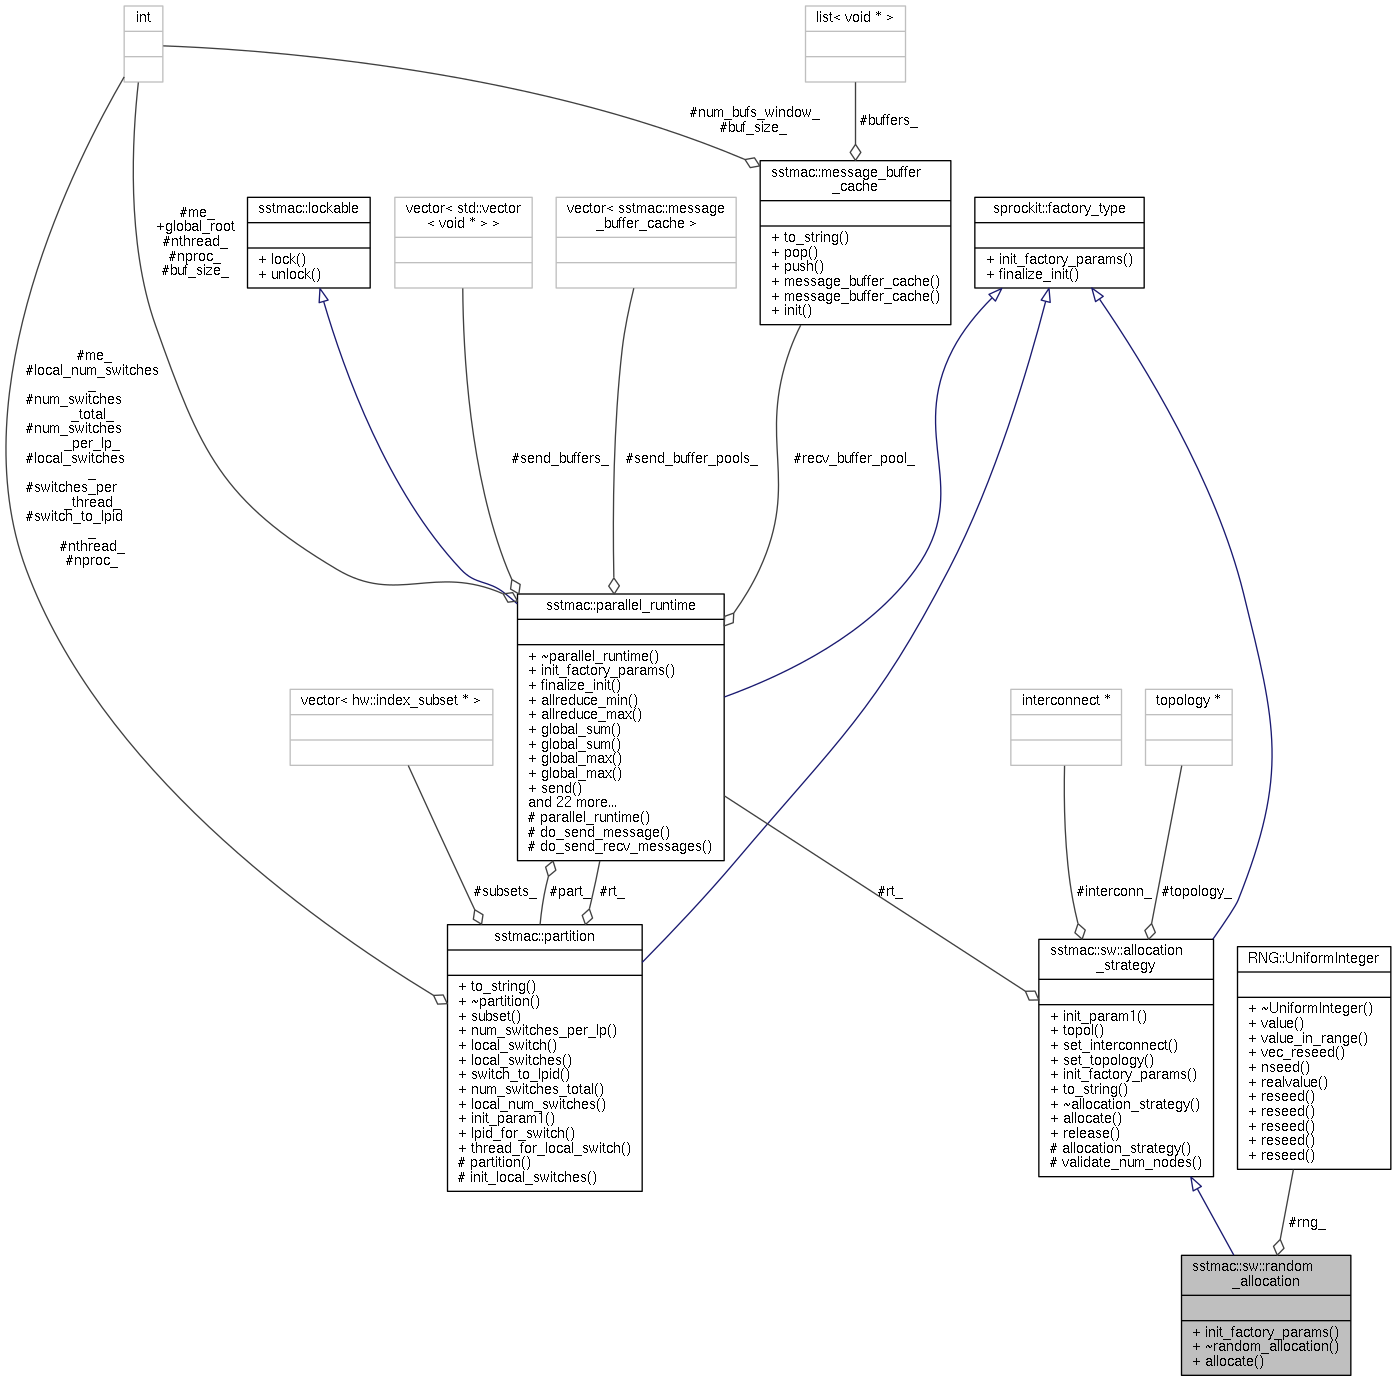 int
list< void * >
#num_bufs_window_
#buf_size_
#buffers_
sstmac::message_buffer
_cache
+ to_string()
+ pop()
+ push()
+ message_buffer_cache()
+ message_buffer_cache()
+ init()
#me_
+global_root
#nthread_
#nproc_
#buf_size_
sstmac::lockable
+ lock()
+ unlock()
vector< std::vector
< void * > >
vector< sstmac::message
_buffer_cache >
sprockit::factory_type
+ init_factory_params()
+ finalize_init()
#me_
#local_num_switches
_
#num_switches
_total_
#num_switches
_per_lp_
#local_switches
_
#switches_per
_thread_
#switch_to_lpid
_
#nthread_
#nproc_
#send_buffers_
#send_buffer_pools_
#recv_buffer_pool_
sstmac::parallel_runtime
+ ~parallel_runtime()
+ init_factory_params()
+ finalize_init()
+ allreduce_min()
+ allreduce_max()
+ global_sum()
+ global_sum()
+ global_max()
+ global_max()
+ send()
and 22 more...
# parallel_runtime()
# do_send_message()
# do_send_recv_messages()
vector< hw::index_subset * >
interconnect *
topology *
#subsets_
#part_
#rt_
#rt_
#interconn_
#topology_
sstmac::partition
+ to_string()
+ ~partition()
+ subset()
+ num_switches_per_lp()
+ local_switch()
+ local_switches()
+ switch_to_lpid()
+ num_switches_total()
+ local_num_switches()
+ init_param1()
+ lpid_for_switch()
+ thread_for_local_switch()
# partition()
# init_local_switches()
sstmac::sw::allocation
_strategy
+ init_param1()
+ topol()
+ set_interconnect()
+ set_topology()
+ init_factory_params()
+ to_string()
+ ~allocation_strategy()
+ allocate()
+ release()
# allocation_strategy()
# validate_num_nodes()
RNG::UniformInteger
+ ~UniformInteger()
+ value()
+ value_in_range()
+ vec_reseed()
+ nseed()
+ realvalue()
+ reseed()
+ reseed()
+ reseed()
+ reseed()
+ reseed()
#rng_
sstmac::sw::random
_allocation
+ init_factory_params()
+ ~random_allocation()
+ allocate()